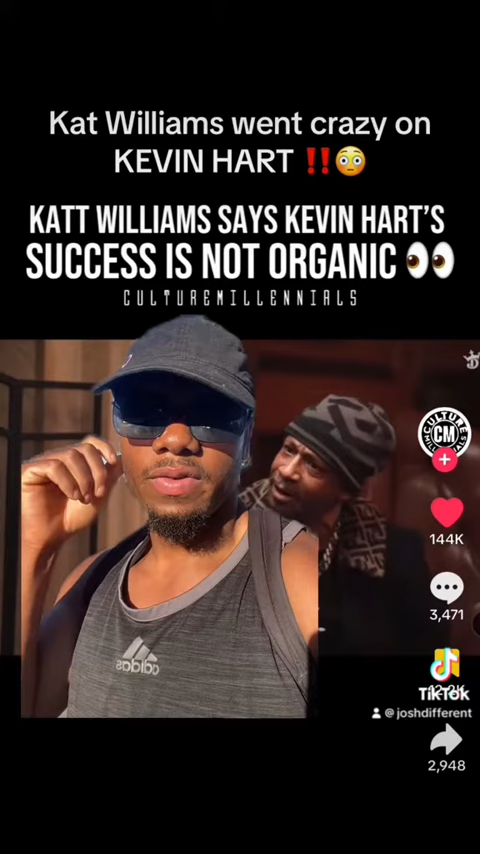 Kat Williams went crazy on
KEVIN HART ‼️😳
KATT WILLIAMS SAYS KEVIN HART'S
SUCCESS IS NOT ORGANIC 👀
CULTUREMILLENNIALS
CULTURE
CM
144K
3,471
adidas
TikTok
@joshdifferent
2,948